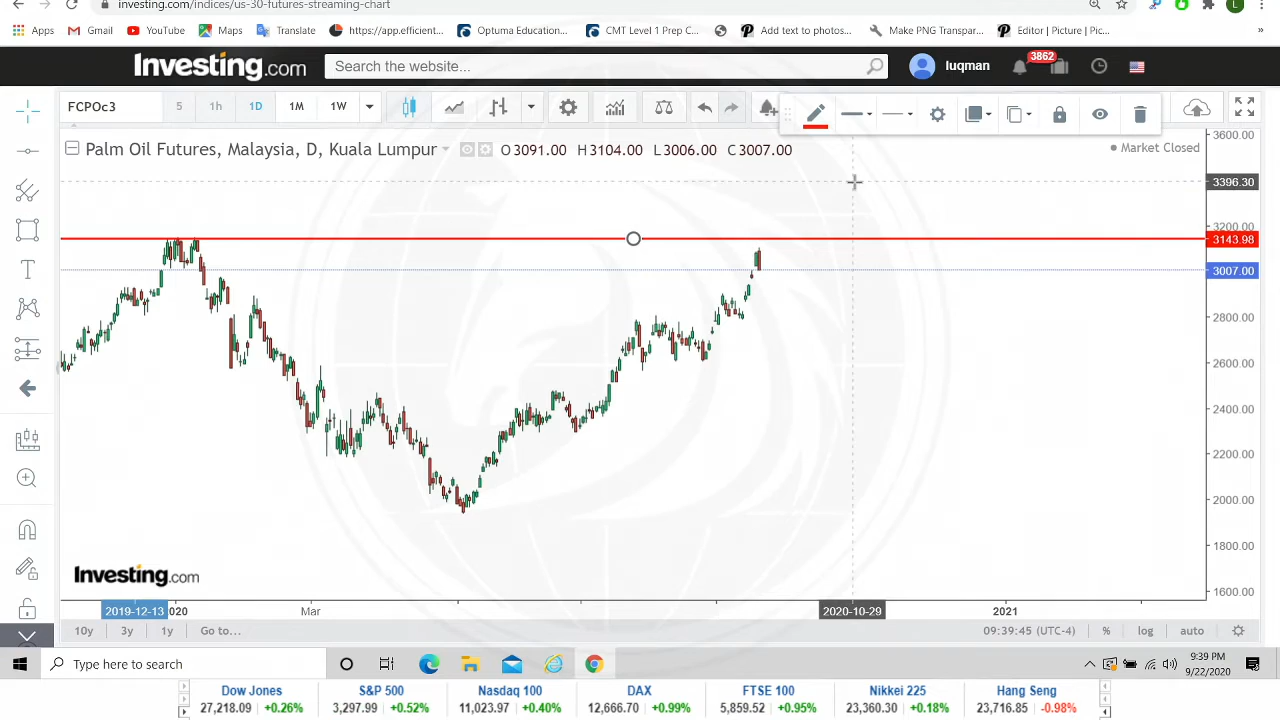 investing.com/indices/us-30-futures-streaming-chart
Apps Gmail YouTube Maps Translate https://app.efficient... Optuma Education... CMT Level 1 Prep C... Add text to photos... Make PNG Transpar... Editor | Picture | Pic... »
Investing.com Search the website... luqman 3862
FCPOc3 5 1h 1D 1M 1W
Palm Oil Futures, Malaysia, D, Kuala Lumpur O3091.00 H3104.00 L3006.00 C3007.00
Market Closed
3600.00
3396.30
3200.00
3143.98
3007.00
2800.00
2600.00
2400.00
2200.00
2000.00
1800.00
1600.00
Investing.com
2019-12-13 020 Mar 2020-10-29 2021
10y 3y 1y Go to... 09:39:45 (UTC-4) % log auto
Type here to search 9:39 PM
9/22/2020
Dow Jones S&P 500 Nasdaq 100 DAX FTSE 100 Nikkei 225 Hang Seng
27,218.09 +0.26% 3,297.99 +0.52% 11,023.97 +0.40% 12,666.70 +0.99% 5,859.52 +0.95% 23,360.30 +0.18% 23,716.85 -0.98%